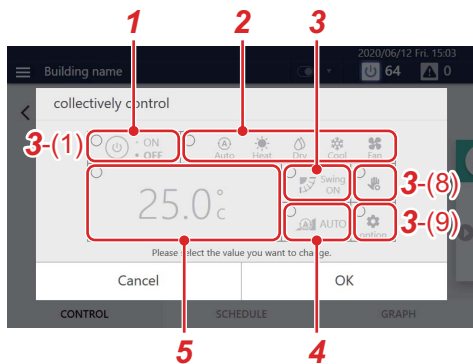 1 2 3
2020/06/12 Fri. 15:03
Building name 64 0
collectively control
3-(1) ON Auto Heat Dry Cool Fan
OFF
25.0°c Swing ON 3-(8)
AUTO option 3-(9)
Please select the value you want to change.
Cancel OK
CONTROL SCHEDULE GRAPH
5 4